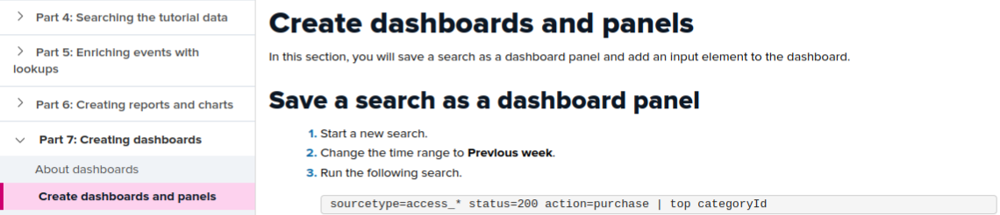 Part 4: Searching the tutorial data
Part 5: Enriching events with
lookups
Part 6: Creating reports and charts
Part 7: Creating dashboards
About dashboards
Create dashboards and panels
Create dashboards and panels
In this section, you will save a search as a dashboard panel and add an input element to the dashboard.
Save a search as a dashboard panel
1. Start a new search.
2. Change the time range to Previous week.
3. Run the following search.
sourcetype=access_* status=200 action=purchase | top categoryId